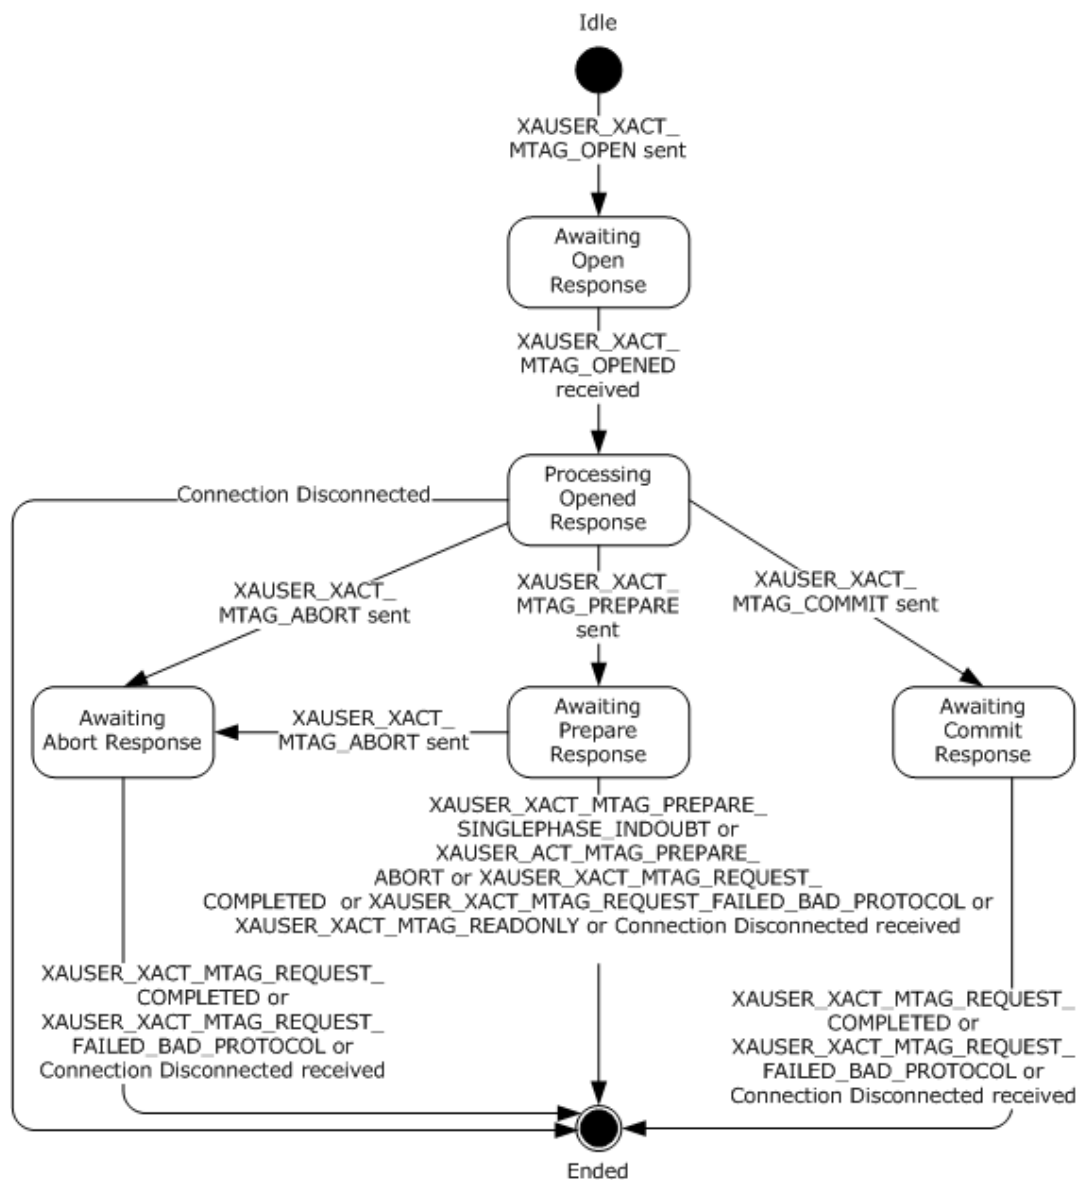 Idle
XAUSER_XACT_
MTAG_OPEN sent
Awaiting
Open
Response
XAUSER_XACT_
MTAG_OPENED
received
Processing
Opened
Response
Connection Disconnected
XAUSER_XACT_
MTAG_ABORT sent
XAUSER_XACT_
MTAG_PREPARE
sent
XAUSER_XACT_
MTAG_COMMIT sent
Awaiting
Abort Response
XAUSER_XACT_
MTAG_ABORT sent
Awaiting
Prepare
Response
Awaiting
Commit
Response
XAUSER_XACT_MTAG_PREPARE_
SINGLEPHASE_INDOUBT or
XAUSER_ACT_MTAG_PREPARE_
ABORT or XAUSER_XACT_MTAG_REQUEST_
COMPLETED or XAUSER_XACT_MTAG_REQUEST_FAILED_BAD_PROTOCOL or
XAUSER_XACT_MTAG_READONLY or Connection Disconnected received
XAUSER_XACT_MTAG_REQUEST_
COMPLETED or
XAUSER_XACT_MTAG_REQUEST_
FAILED_BAD_PROTOCOL or
Connection Disconnected received
XAUSER_XACT_MTAG_REQUEST_
COMPLETED or
XAUSER_XACT_MTAG_REQUEST_
FAILED_BAD_PROTOCOL or
Connection Disconnected received
Ended